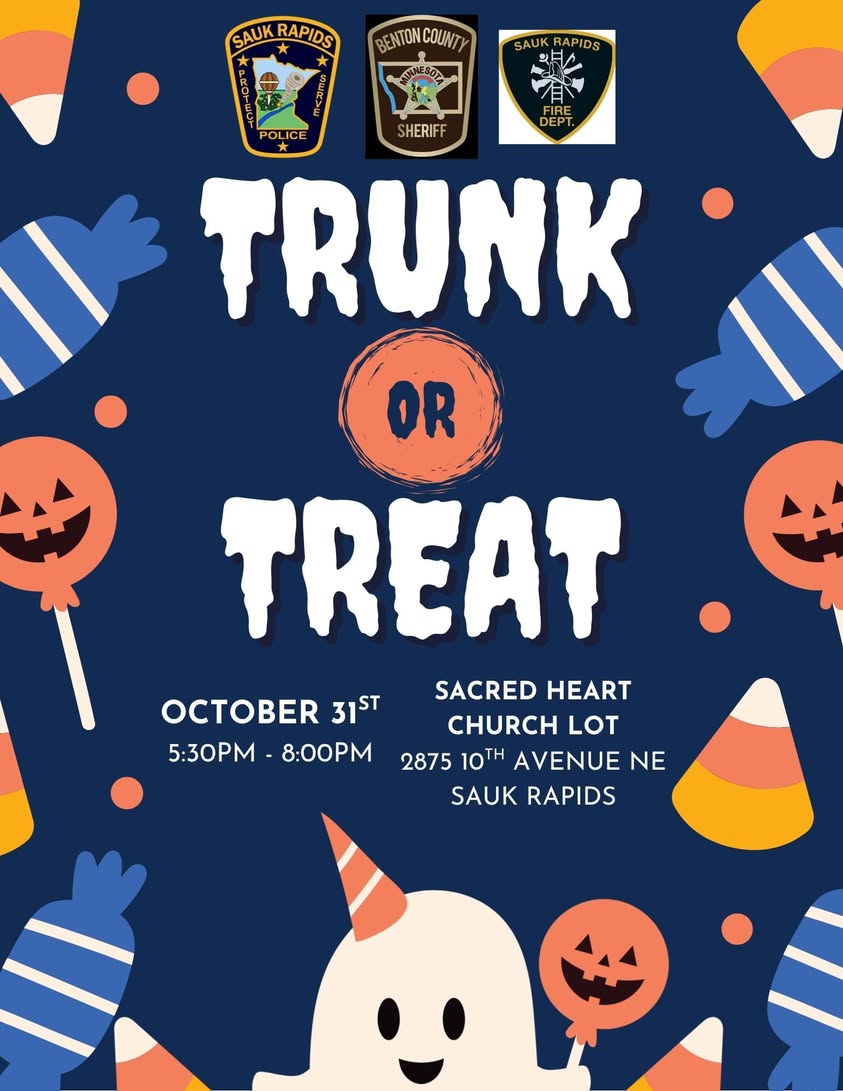 SAUK RAPIDS
PROTECT
SERVE
POLICE
BENTON COUNTY
MINNESOTA
SHERIFF
SAUK RAPIDS
FIRE
DEPT.
TRUNK
OR
TREAT
OCTOBER 31ST
5:30PM - 8:00PM
SACRED HEART
CHURCH LOT
2875 10TH AVENUE NE
SAUK RAPIDS